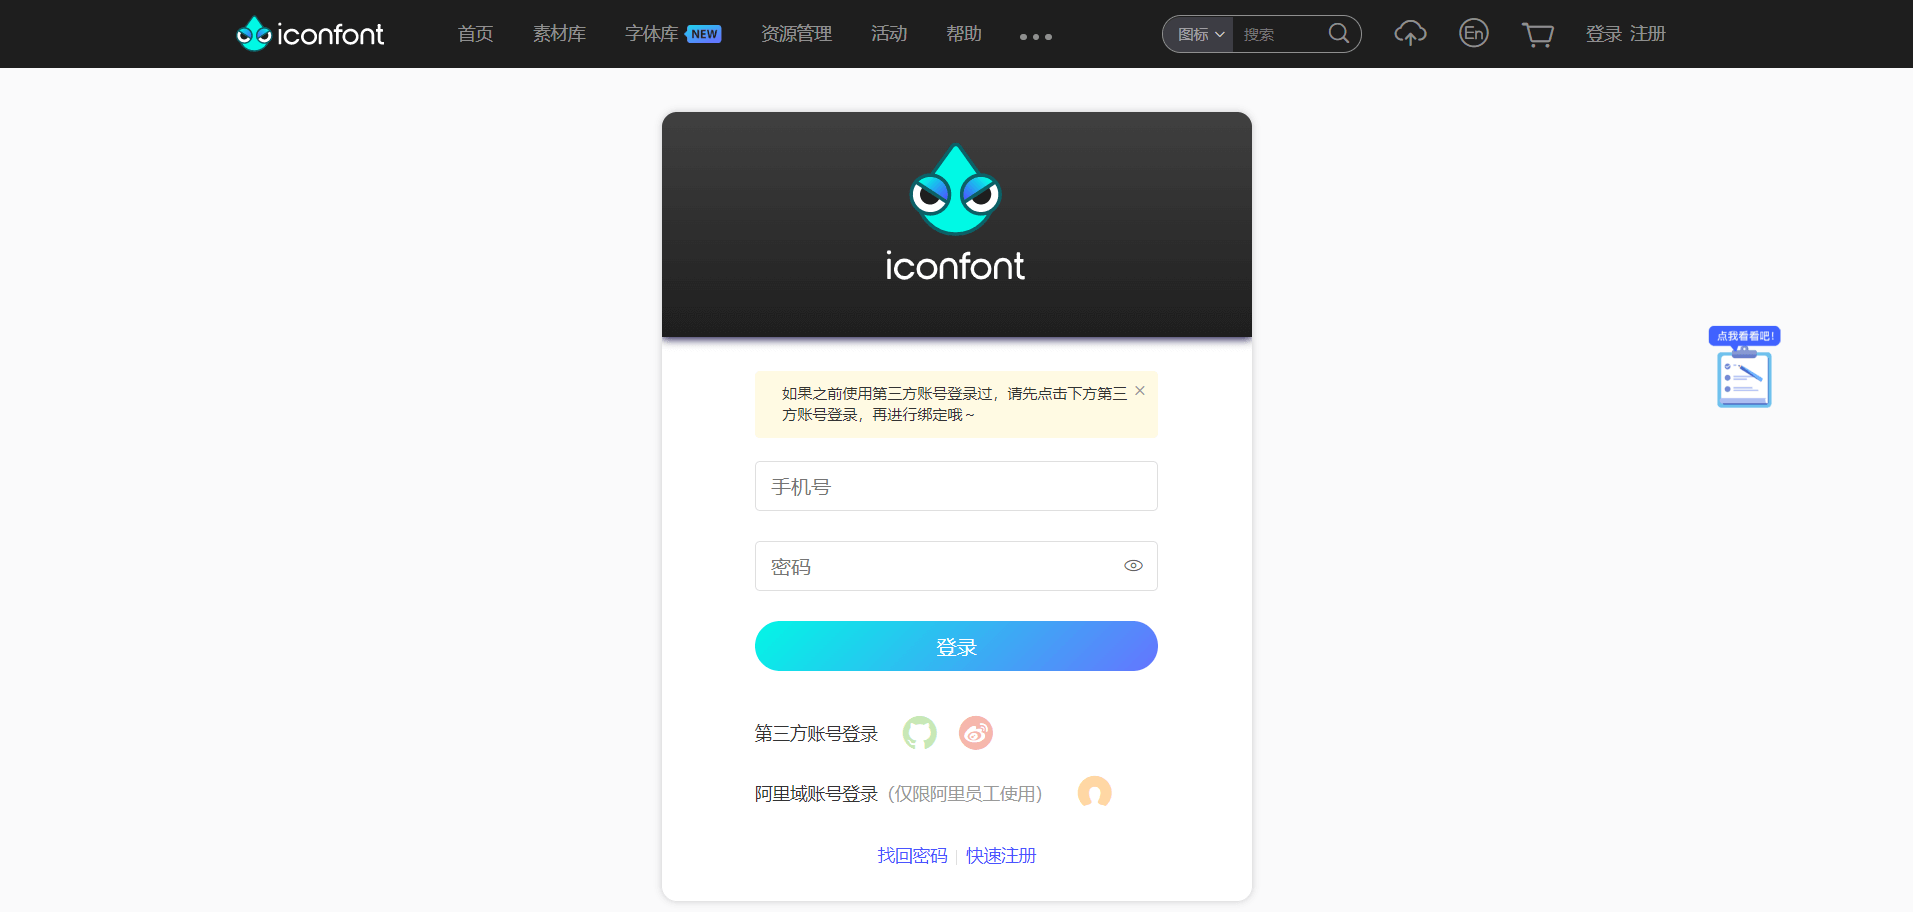 iconfont 首页 素材库 字体库 NEW 资源管理 活动 帮助 图标 搜索 En 登录 注册
iconfont
点我看看吧！
如果之前使用第三方账号登录过，请先点击下方第三
方账号登录，再进行绑定哦～
手机号
密码
登录
第三方账号登录
阿里域账号登录（仅限阿里员工使用）
找回密码 快速注册